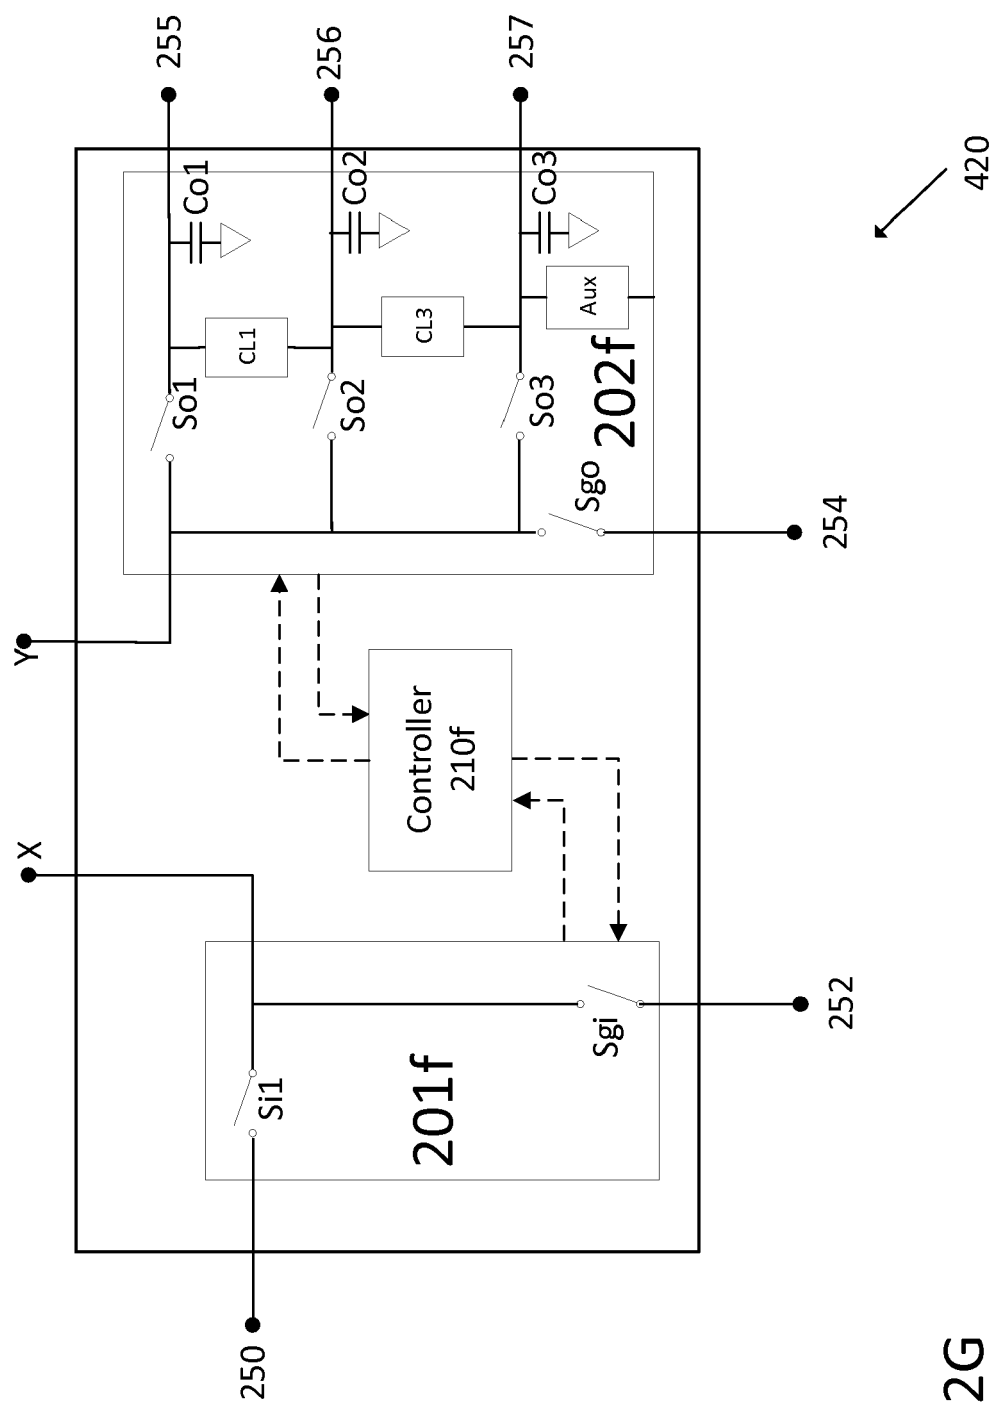 255
256
257
Co1
Co2
Co3
CL1
CL3
Aux
So1
So2
So3
202f
Sgo
254
420
Y
X
Controller
210f
Si1
201f
Sgi
252
250
2G